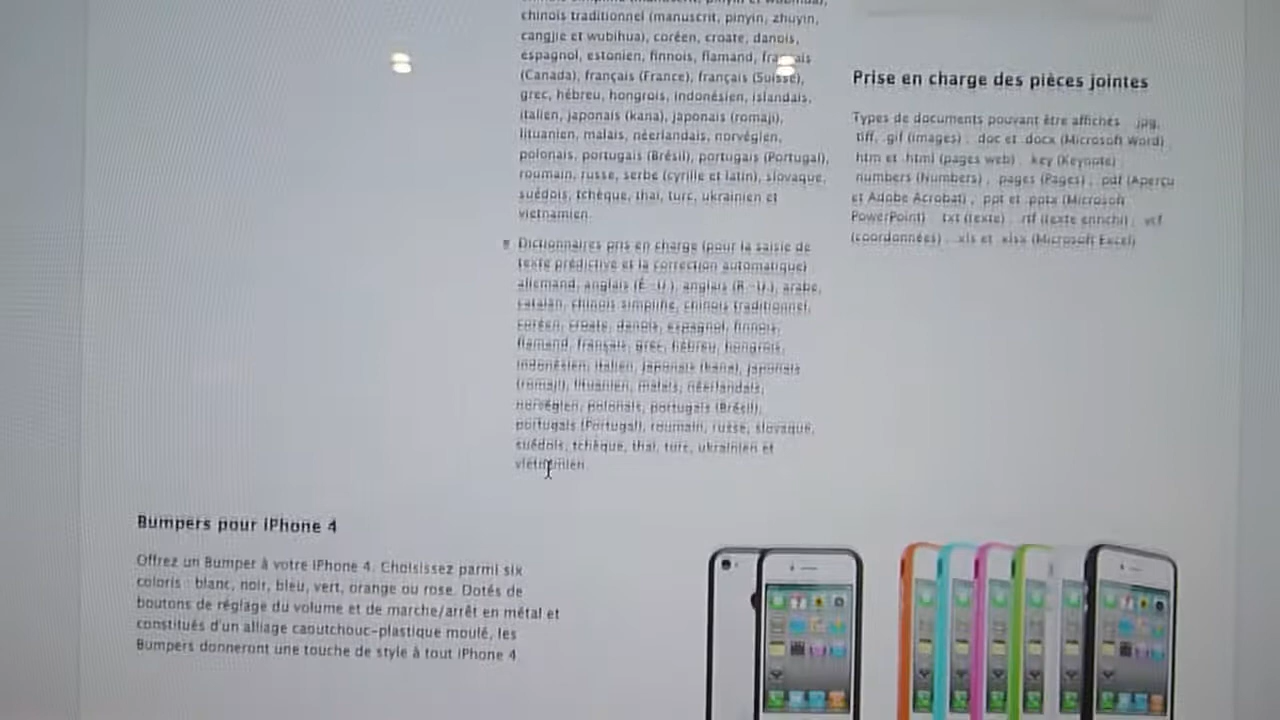 chinois traditionnel (manuscrit, pinyin, zhuyin,
cangjie et wubihua), coréen, croate, danois,
espagnol, estonien, finnois, flamand, français
(Canada), français (France), français (Suisse),
grec, hébreu, hongrois, indonésien, islandais,
italien, japonais (kana), japonais (romaji),
lituanien, malais, néerlandais, norvégien,
polonais, portugais (Brésil), portugais (Portugal),
roumain, russe, serbe (cyrille et latin), slovaque,
suédois, tchèque, thaï, turc, ukrainien et
vietnamien.
Dictionnaires pris en charge (pour la saisie de
texte prédictive et la correction automatique)
allemand, anglais (É.-U.), anglais (R.-U.), arabe,
catalan, chinois simplifié, chinois traditionnel,
coréen, croate, danois, espagnol, finnois,
flamand, français, grec, hébreu, hongrois,
indonésien, italien, japonais (kana), japonais
(romaji), lituanien, malais, néerlandais,
norvégien, polonais, portugais (Brésil),
portugais (Portugal), roumain, russe, slovaque,
suédois, tchèque, thaï, turc, ukrainien et
vietnamien.
Prise en charge des pièces jointes
Types de documents pouvant être affichés .jpg,
.tiff, .gif (images) , .doc et .docx (Microsoft Word)
.htm et .html (pages web) , .key (Keynote)
.numbers (Numbers) , .pages (Pages) , .pdf (Aperçu
et Adobe Acrobat) , .ppt et .pptx (Microsoft
PowerPoint) .txt (texte) , .rtf (texte enrichi) , .vcf
(coordonnées) , .xls et .xlsx (Microsoft Excel)
Bumpers pour iPhone 4
Offrez un Bumper à votre iPhone 4. Choisissez parmi six
coloris : blanc, noir, bleu, vert, orange ou rose. Dotés de
boutons de réglage du volume et de marche/arrêt en métal et
constitués d'un alliage caoutchouc-plastique moulé, les
Bumpers donneront une touche de style à tout iPhone 4.